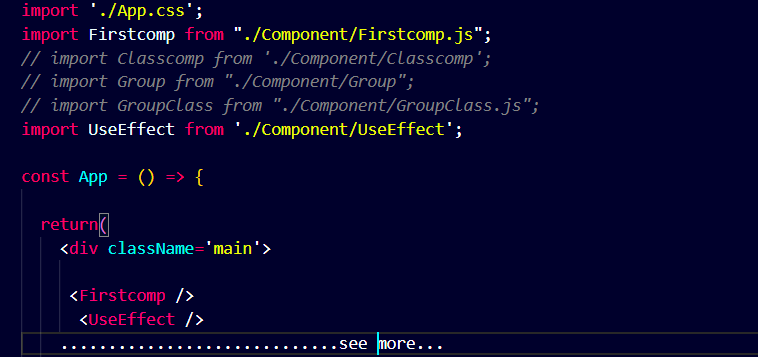 import './App.css';
import Firstcomp from "./Component/Firstcomp.js";
// import Classcomp from './Component/Classcomp';
// import Group from "./Component/Group";
// import GroupClass from "./Component/GroupClass.js";
import UseEffect from './Component/UseEffect';
const App = () => {
return(
<div className='main'>
<Firstcomp />
<UseEffect />
.............................see more...